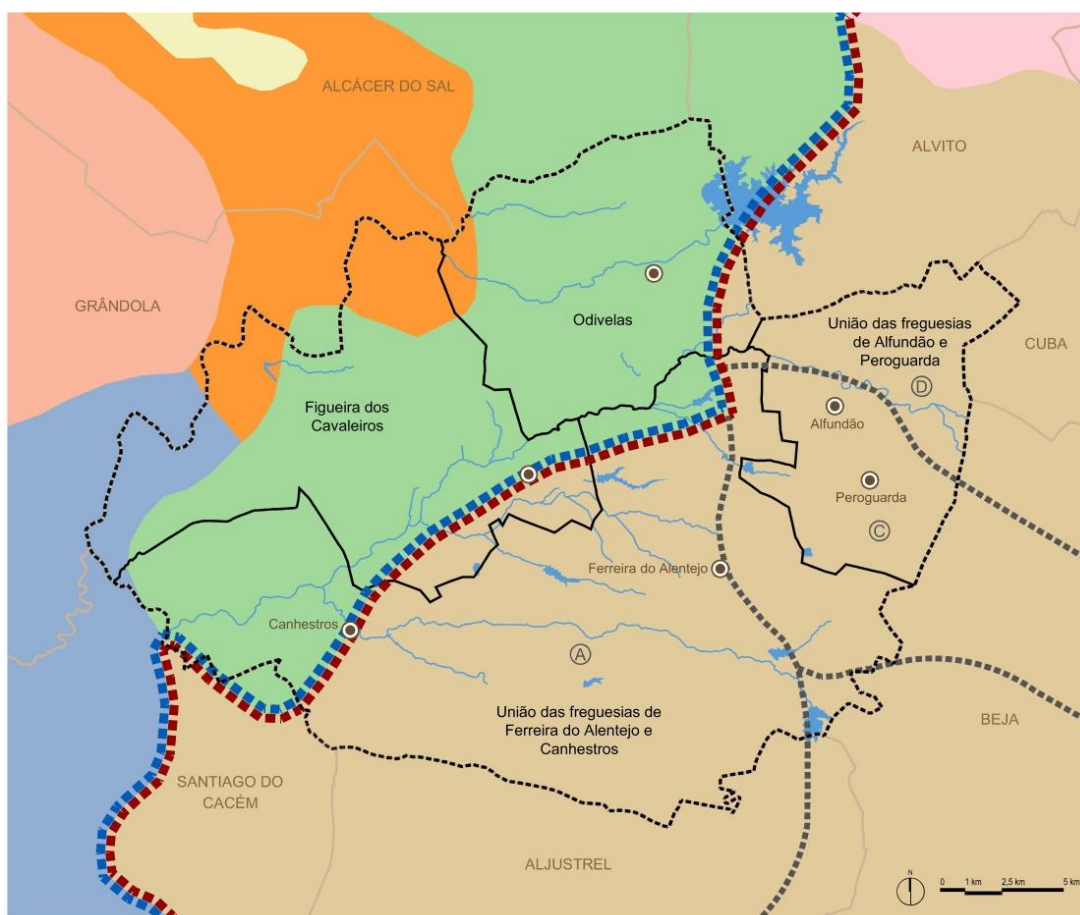 ALCÁCER DO SAL
ALVITO
GRÂNDOLA
Odivelas
União das freguesias
de Alfundão e
Peroguarda
CUBA
D
Figueira dos
Cavaleiros
Alfundão
Peroguarda
C
Ferreira do Alentejo
Canhestros
A
União das freguesias de
Ferreira do Alentejo e
Canhestros
BEJA
SANTIAGO DO
CACÉM
ALJUSTREL
N
0 1 km 2,5 km 5 km